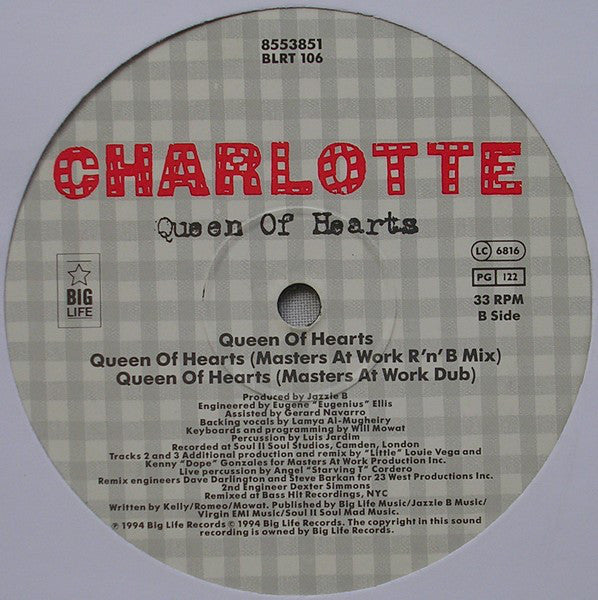 8553851
BLRT 106
CHARLOTTE
Queen Of Hearts
LC 6816
BIG
LIFE
PG 122
33 RPM
B Side
Queen Of Hearts
Queen Of Hearts (Masters At Work R'n'B Mix)
Queen Of Hearts (Masters At Work Dub)
Produced by Jazzie B
Engineered by Eugene "Eugenius" Ellis
Assisted by Gerard Navarro
Backing vocals by Lamya Al-Mugheiry
Keyboards and programming by Will Mowat
Percussion by Luis Jardim
Recorded at Soul II Soul Studios, Camden, London
Tracks 2 and 3 Additional production and remix by "Little" Louie Vega and
Kenny "Dope" Gonzales for Masters At Work Production Inc.
Live percussion by Angel "Starving T" Cordero
Remix engineers Dave Darlington and Steve Barkan for 23 West Productions Inc.
2nd Engineer Dexter Simmons
Remixed at Bass Hit Recordings, NYC
Written by Kelly/Romeo/Mowat. Published by Big Life Music/Jazzie B Music/
Virgin EMI Music/Soul II Soul Mad Music.
℗ 1994 Big Life Records © 1994 Big Life Records. The copyright in this sound
recording is owned by Big Life Records.